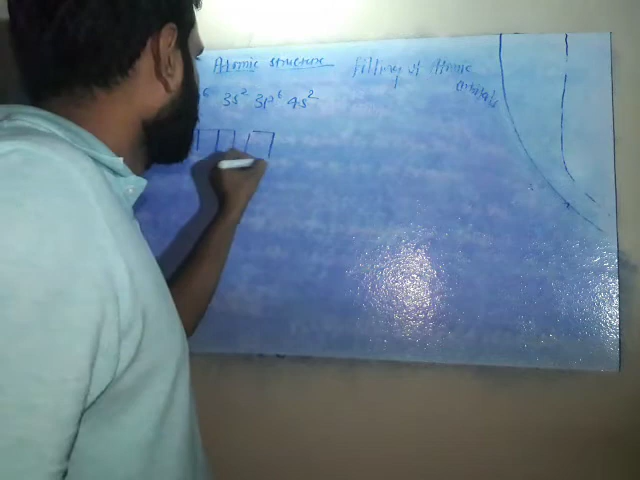 Atomic structure filling of Atomic
orbitals
6 3s² 3p⁶ 4s²